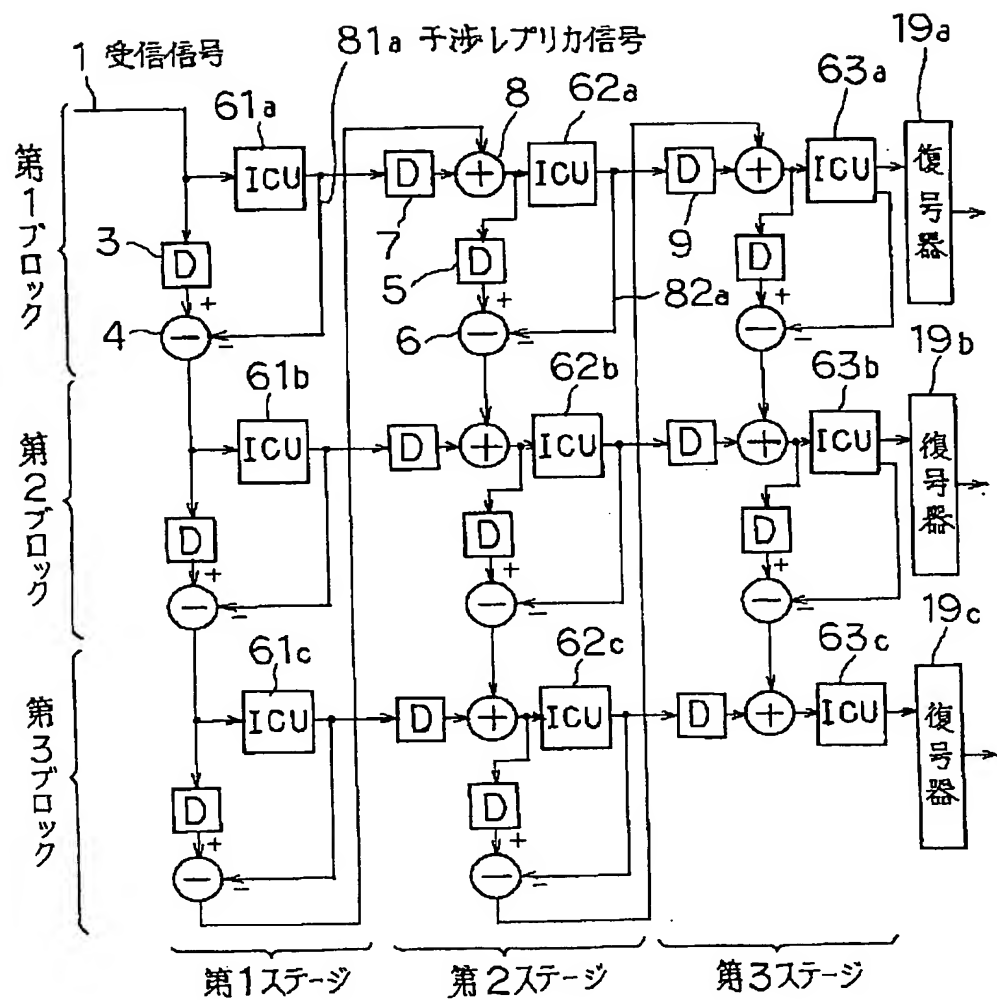 81a 干渉レプリカ信号
1 受信信号
19a
61a
8
62a
63a
第1ブロック
ICU
D
+
ICU
D
+
ICU
復号器
3
D
7
5
D
9
D
+
+
+
4
−
−
6
−
−
82a
−
−
19b
61b
62b
63b
第2ブロック
ICU
D
+
ICU
D
+
ICU
復号器
D
D
D
+
+
+
−
−
−
−
−
−
19c
61c
62c
63c
第3ブロック
ICU
D
+
ICU
D
+
ICU
復号器
D
D
+
+
−
−
−
−
第1ステージ
第2ステージ
第3ステージ